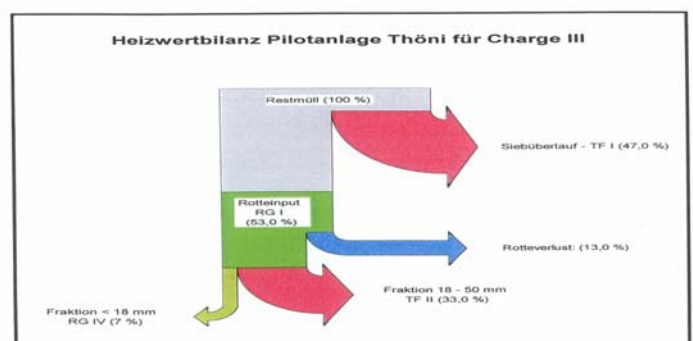 Heizwertbilanz Pilotanlage Thöni für Charge III
Restmüll (100 %)
Siebüberlauf - TF I (47,0 %)
Rotteinput
RG I
(53,0 %)
Rotteverlust: (13,0 %)
Fraktion 18 - 50 mm
TF II (33,0 %)
Fraktion < 18 mm
RG IV (7 %)